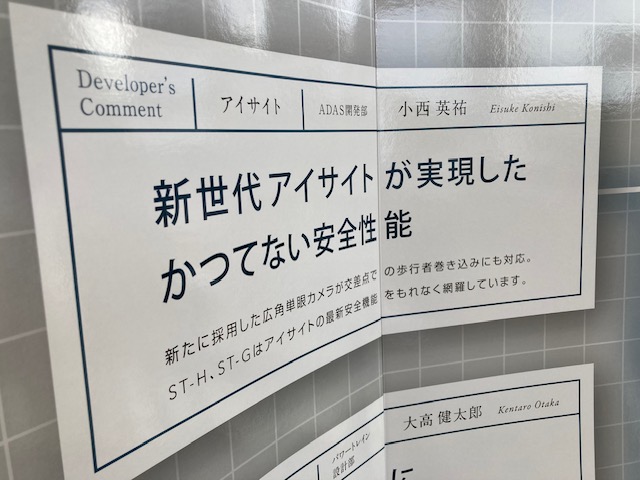 Developer's
Comment
アイサイト
ADAS開発部
小西 英祐
Eisuke Konishi
新世代アイサイトが実現した
かつてない安全性能
新たに採用した広角単眼カメラが交差点での歩行者巻き込みにも対応。
ST-H、ST-Gはアイサイトの最新安全機能をもれなく網羅しています。
パワートレイン
設計部
大高 健太郎
Kentaro Otaka
に